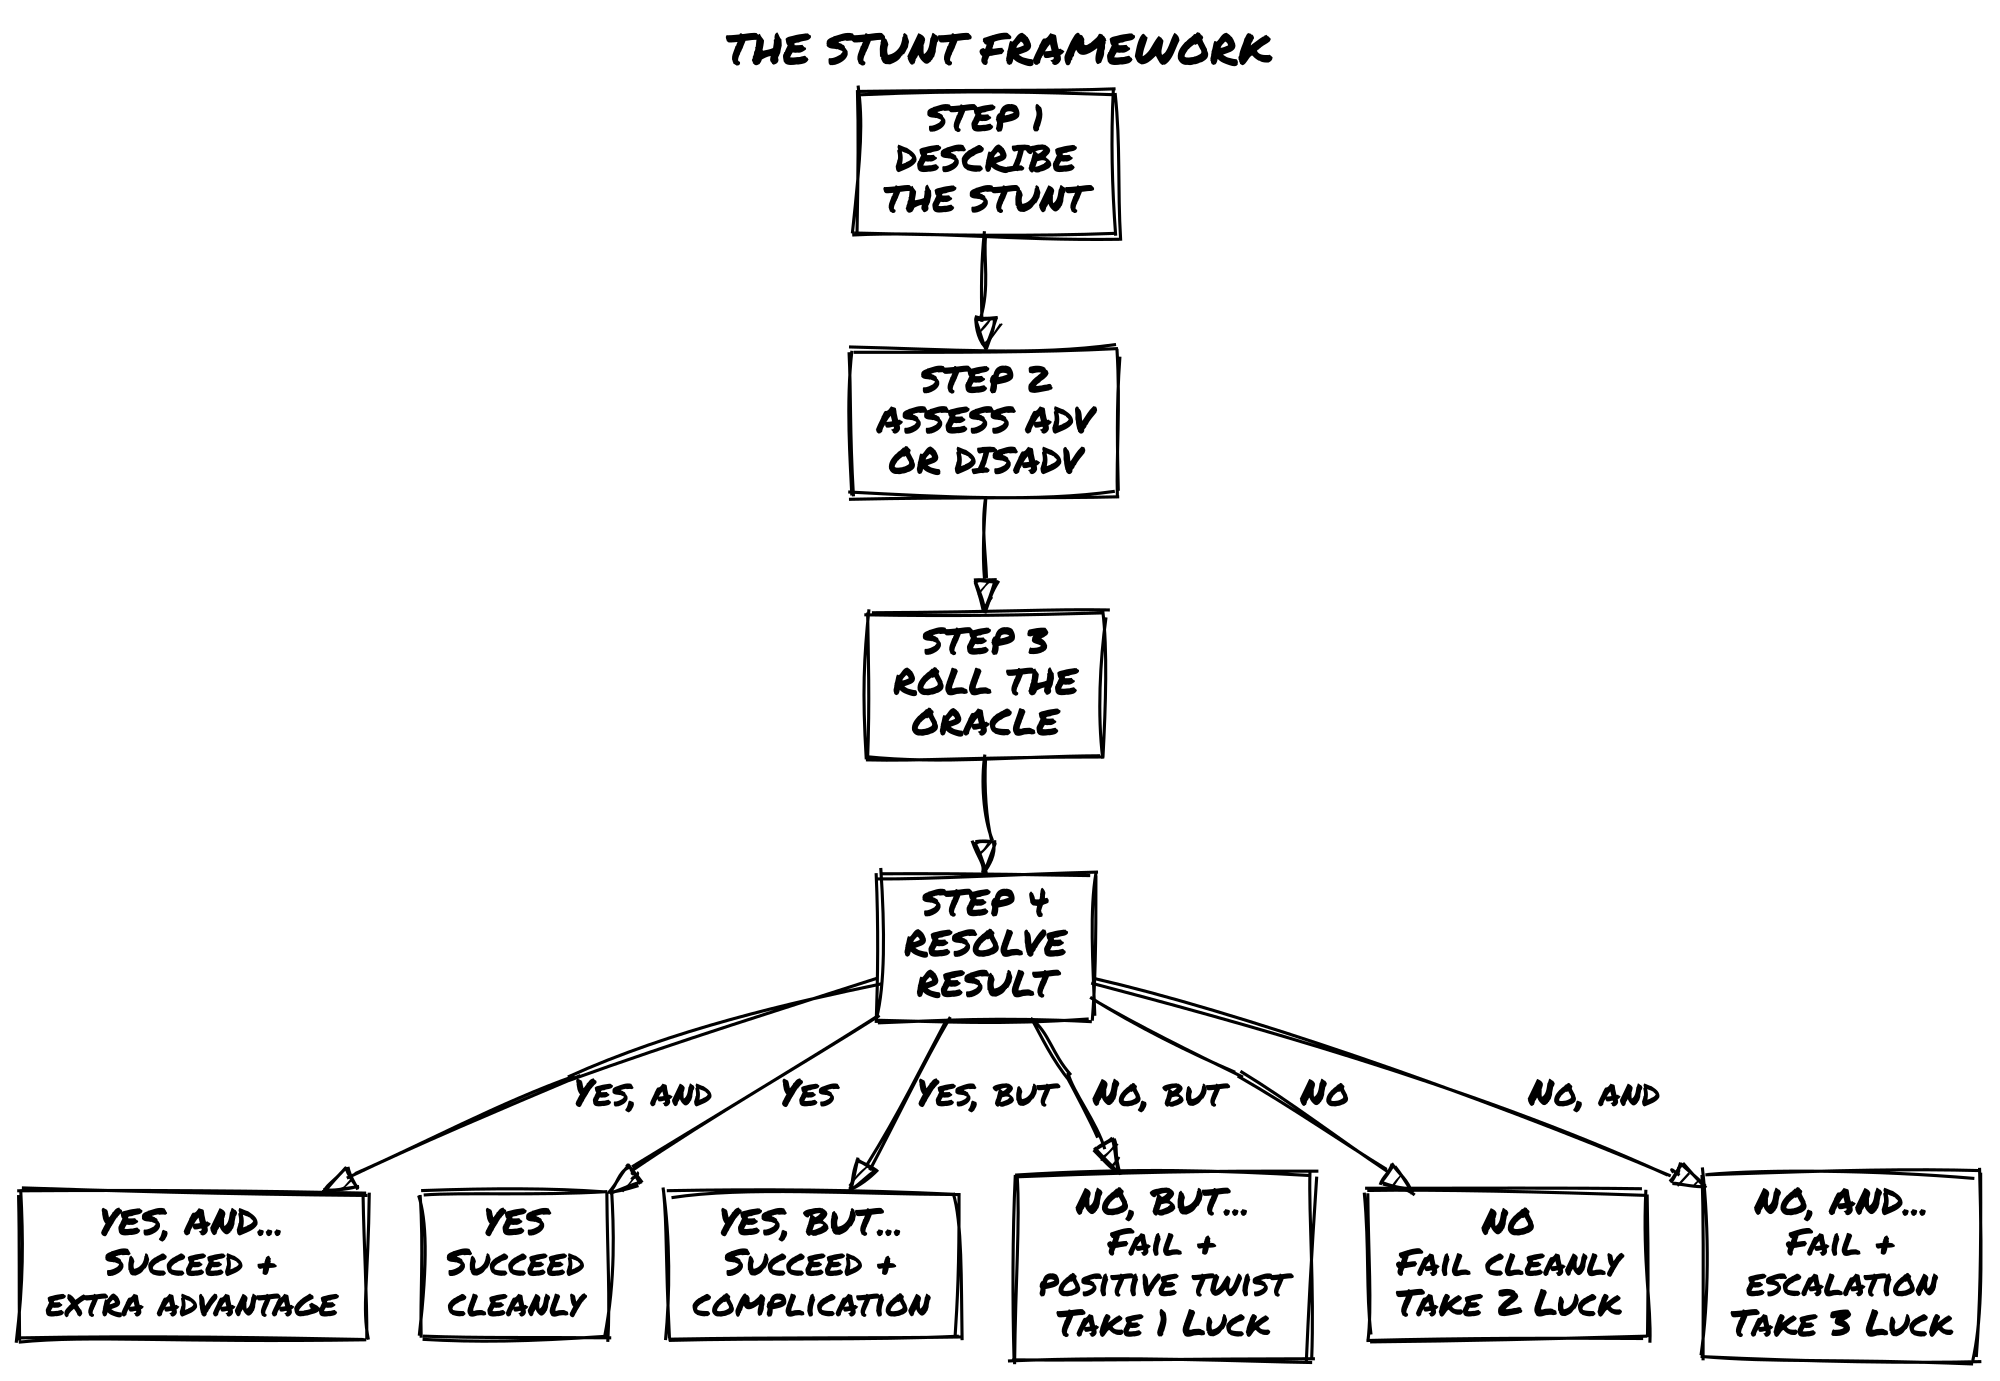 THE STUNT FRAMEWORK
STEP 1
DESCRIBE
THE STUNT
STEP 2
ASSESS ADV
OR DISADV
STEP 3
ROLL THE
ORACLE
STEP 4
RESOLVE
RESULT
Yes, and
Yes
Yes, but
No, but
No
No, and
YES, AND...
Succeed +
extra advantage
YES
Succeed
cleanly
YES, BUT...
Succeed +
complication
NO, BUT...
Fail +
positive twist
Take 1 Luck
NO
Fail cleanly
Take 2 Luck
NO, AND...
Fail +
escalation
Take 3 Luck